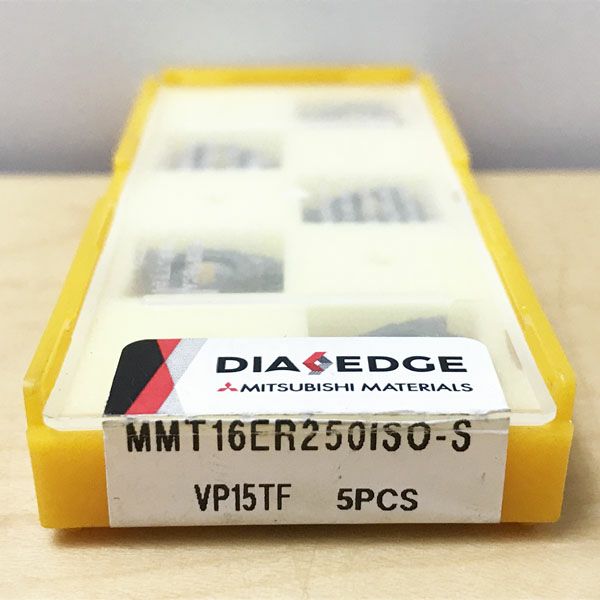 DIAEDGE
MITSUBISHI MATERIALS
MMT16ER250ISO-S
VP15TF 5PCS